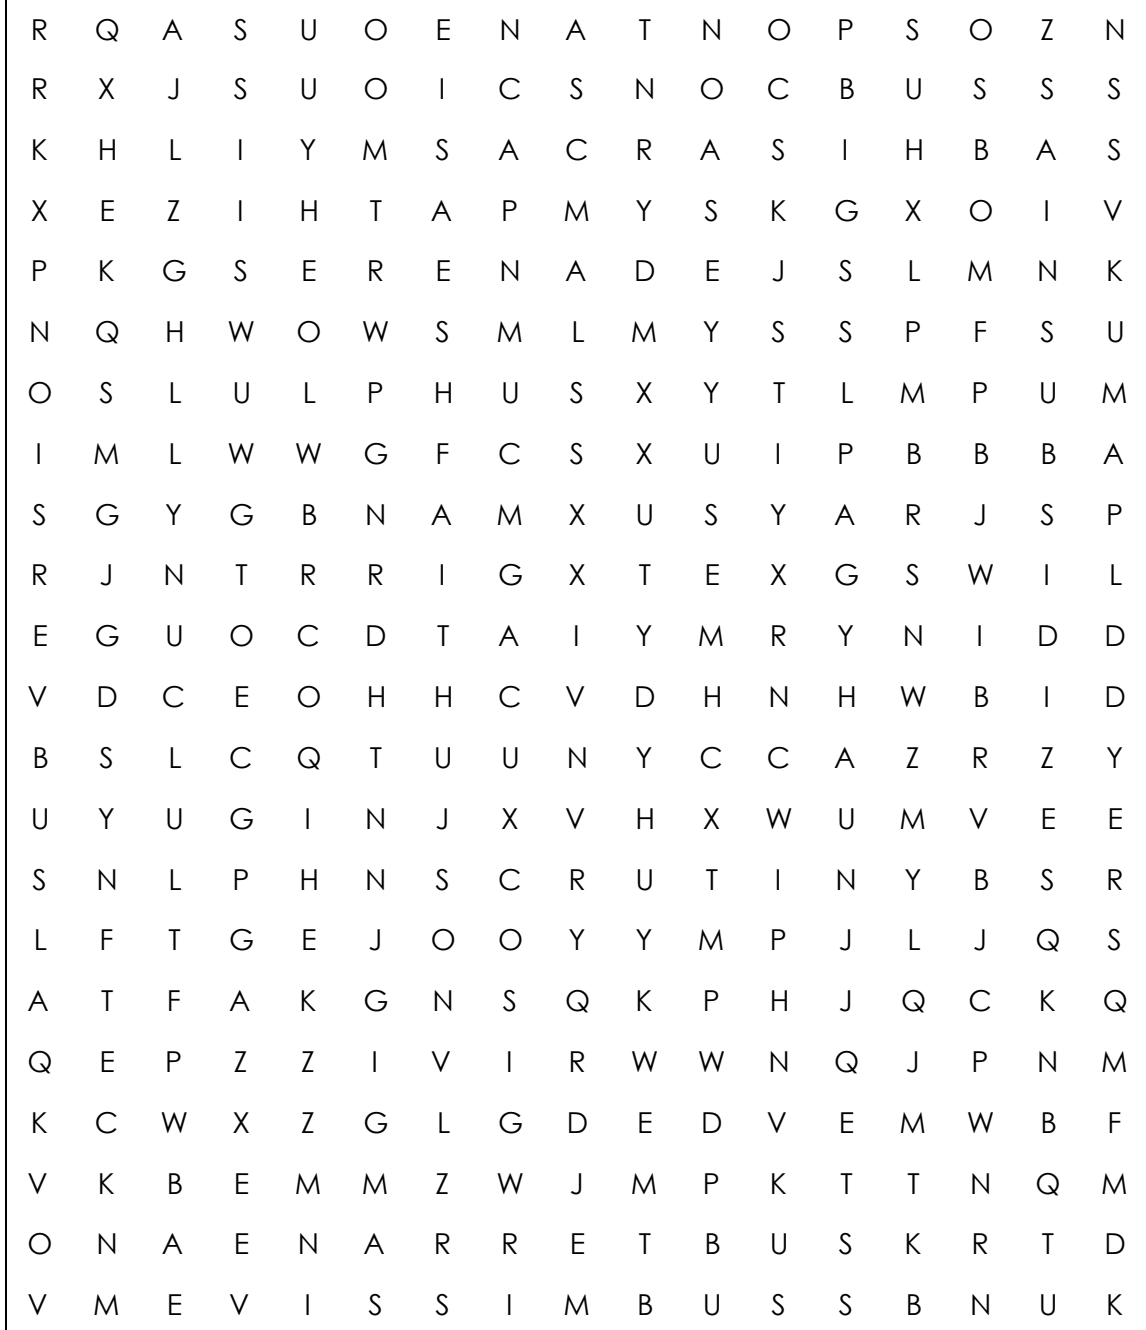 R Q A S U O E N A T N O P S O Z N
R X J S U O I C S N O C B U S S S
K H L I Y M S A C R A S I H B A S
X E Z I H T A P M Y S K G X O I V
P K G S E R E N A D E J S L M N K
N Q H W O W S M L M Y S S P F S U
O S L U L P H U S X Y T L M P U M
I M L W W G F C S X U I P B B B A
S G Y G B N A M X U S Y A R J S P
R J N T R R I G X T E X G S W I L
E G U O C D T A I Y M R Y N I D D
V D C E O H H C V D H N H W B I D
B S L C Q T U U N Y C C A Z R Z Y
U Y U G I N J X V H X W U M V E E
S N L P H N S C R U T I N Y B S R
L F T G E J O O Y Y M P J L J Q S
A T F A K G N S Q K P H J Q C K Q
Q E P Z Z I V I R W W N Q J P N M
K C W X Z G L G D E D V E M W B F
V K B E M M Z W J M P K T T N Q M
O N A E N A R R E T B U S K R T D
V M E V I S S I M B U S S B N U K